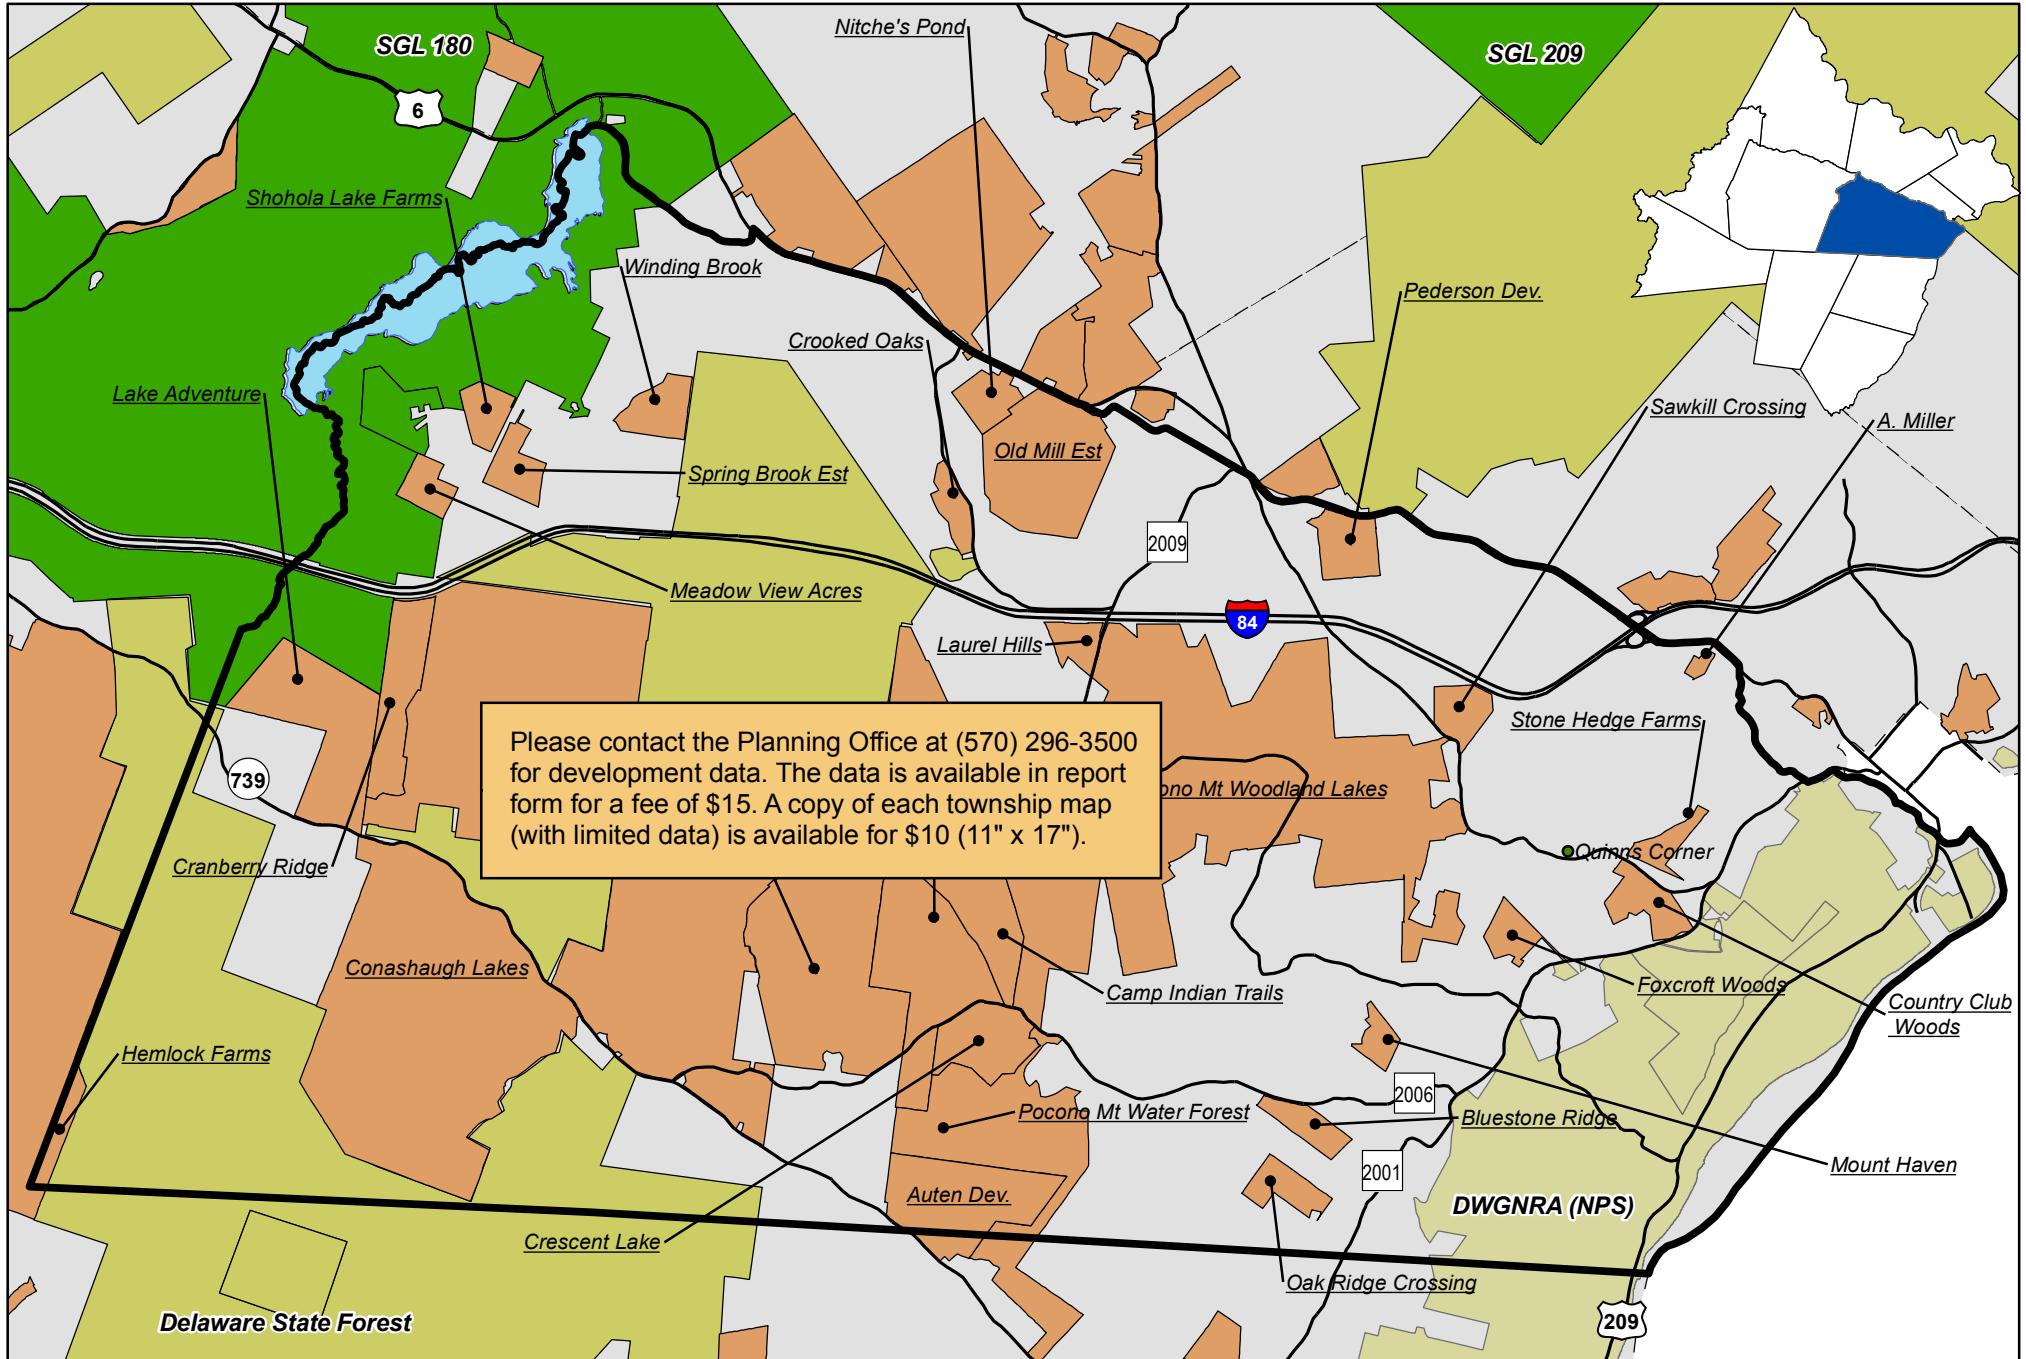 Nitche's Pond
SGL 180
SGL 209
6
Shohola Lake Farms
Winding Brook
Pederson Dev.
Crooked Oaks
Lake Adventure
Sawkill Crossing
A. Miller
Old Mill Est
Spring Brook Est
2009
Meadow View Acres
84
Laurel Hills
Stone Hedge Farms
Please contact the Planning Office at (570) 296-3500
for development data. The data is available in report
form for a fee of $15. A copy of each township map
(with limited data) is available for $10 (11" x 17").
739
ono Mt Woodland Lakes
Quinns Corner
Cranberry Ridge
Conashaugh Lakes
Camp Indian Trails
Foxcroft Woods
Country Club
Woods
Hemlock Farms
2006
Pocono Mt Water Forest
Bluestone Ridge
2001
Mount Haven
Auten Dev.
DWGNRA (NPS)
Crescent Lake
Oak Ridge Crossing
Delaware State Forest
209